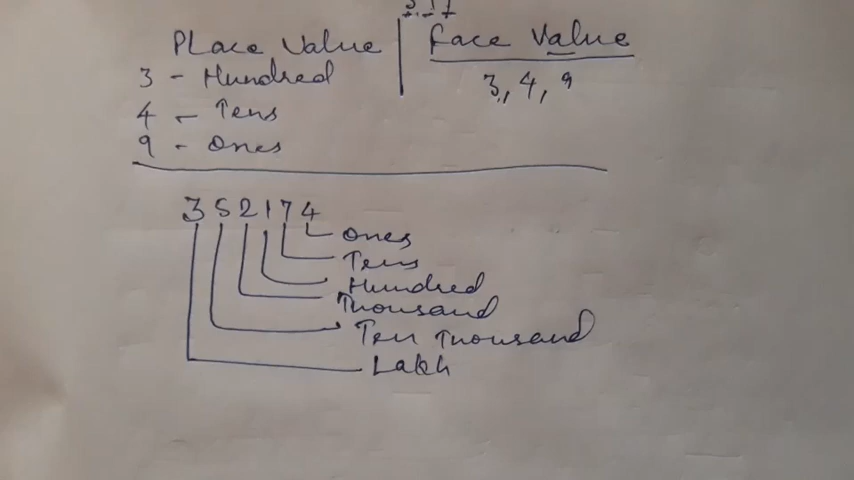 Place Value | Face Value
3 - Hundred
3, 4, 9
4 - Tens
9 - Ones
352174
Ones
Tens
Hundred
Thousand
Ten Thousand
Lakh